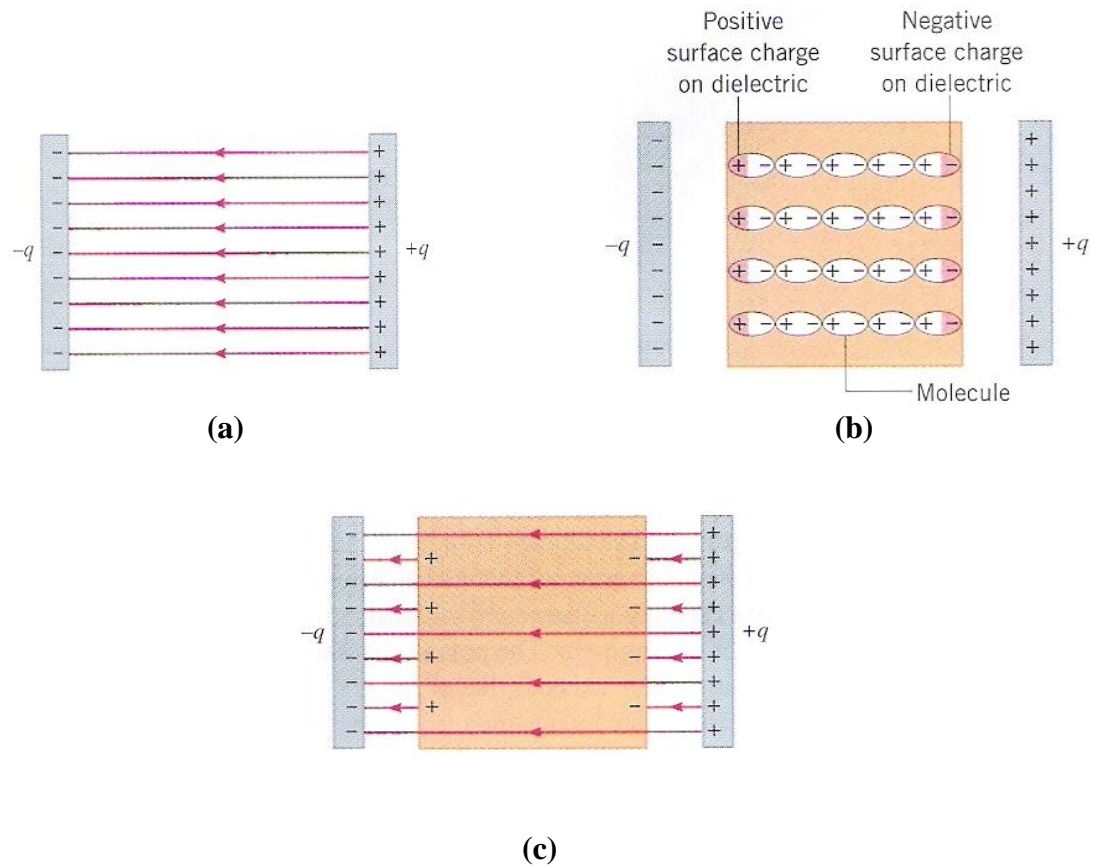 Positive
surface charge
on dielectric
Negative
surface charge
on dielectric
−q
+q
−q
+q
Molecule
(a)
(b)
−q
+q
(c)